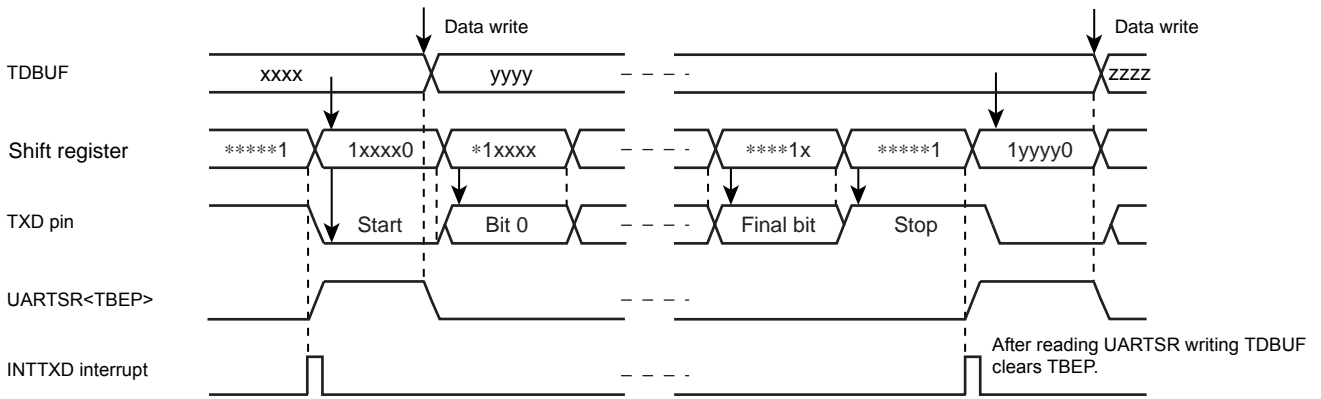 Data write
Data write
TDBUF
xxxx
yyyy
zzzz
Shift register
*****1
1xxxx0
*1xxxx
****1x
*****1
1yyyy0
TXD pin
Start
Bit 0
Final bit
Stop
UARTSR<TBEP>
After reading UARTSR writing TDBUF
clears TBEP.
INTTXD interrupt